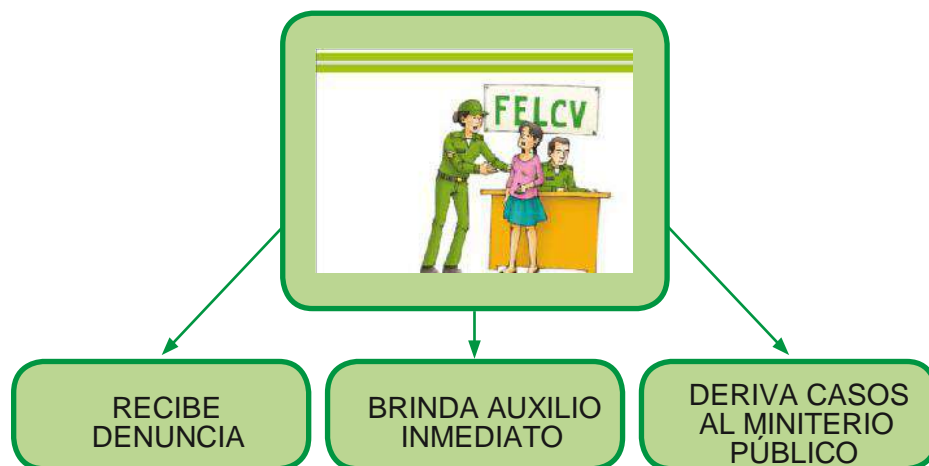 FELCV
RECIBE
DENUNCIA
BRINDA AUXILIO
INMEDIATO
DERIVA CASOS
AL MINITERIO
PÚBLICO